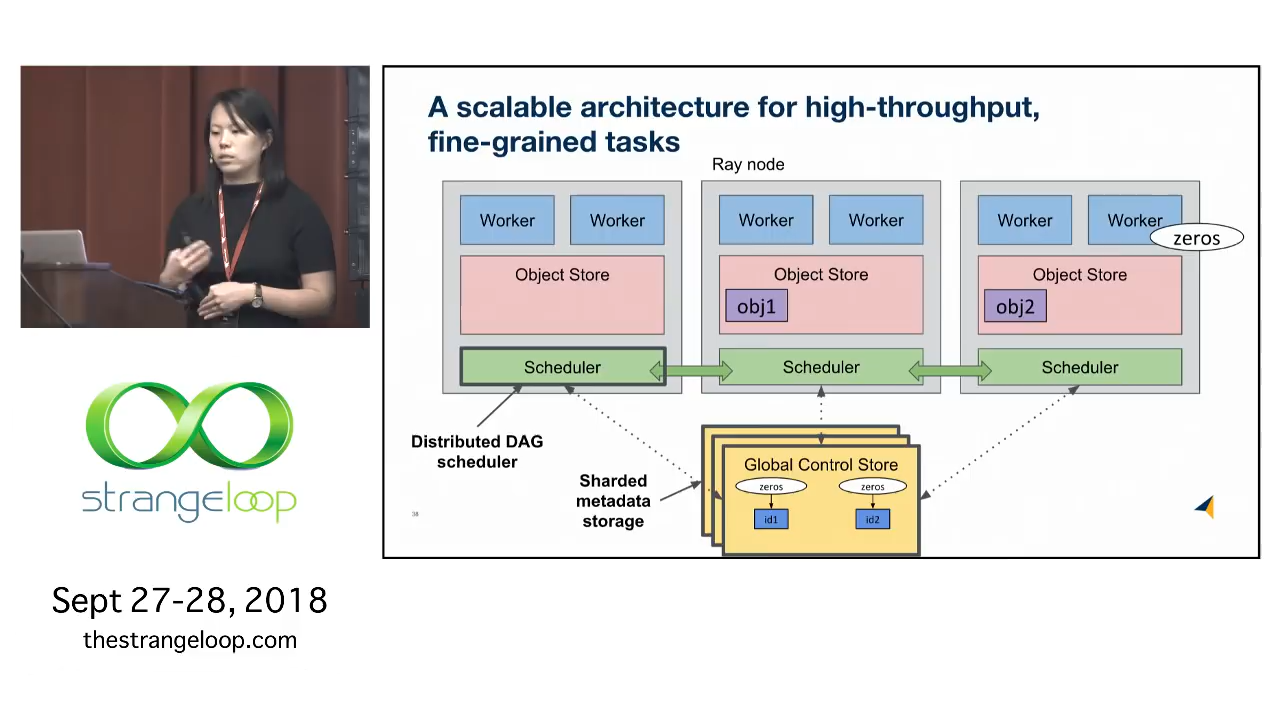 A scalable architecture for high-throughput,
fine-grained tasks
Ray node
Worker
Worker
Object Store
Scheduler
Worker
Worker
Object Store
obj1
Scheduler
Worker
Worker
zeros
Object Store
obj2
Scheduler
Distributed DAG
scheduler
Sharded
metadata
storage
Global Control Store
zeros
zeros
id1
id2
38
strangeloop
Sept 27-28, 2018
thestrangeloop.com